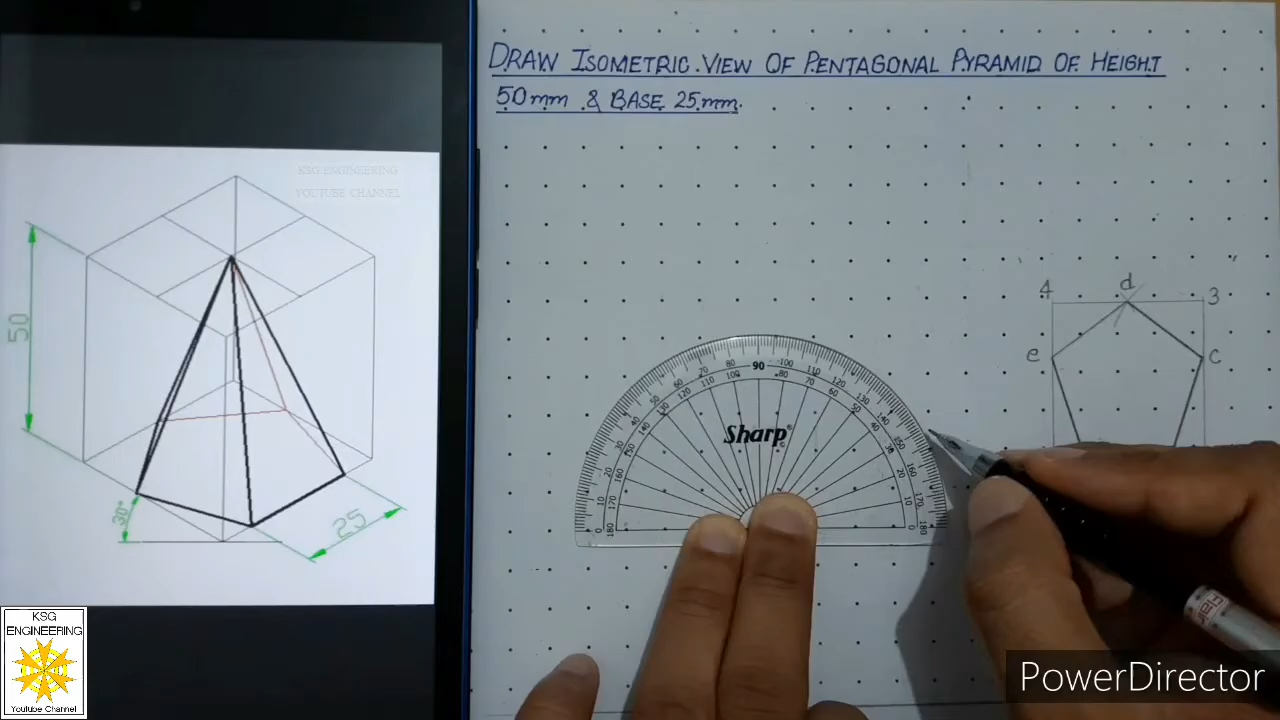 DRAW ISOMETRIC VIEW OF PENTAGONAL PYRAMID OF HEIGHT
50mm & BASE 25mm.
KSG ENGINEERING
YOUTUBE CHANNEL
50
30°
25
4
d
3
e
c
90
Sharp®
KSG
ENGINEERING
Youtube Channel
PowerDirector